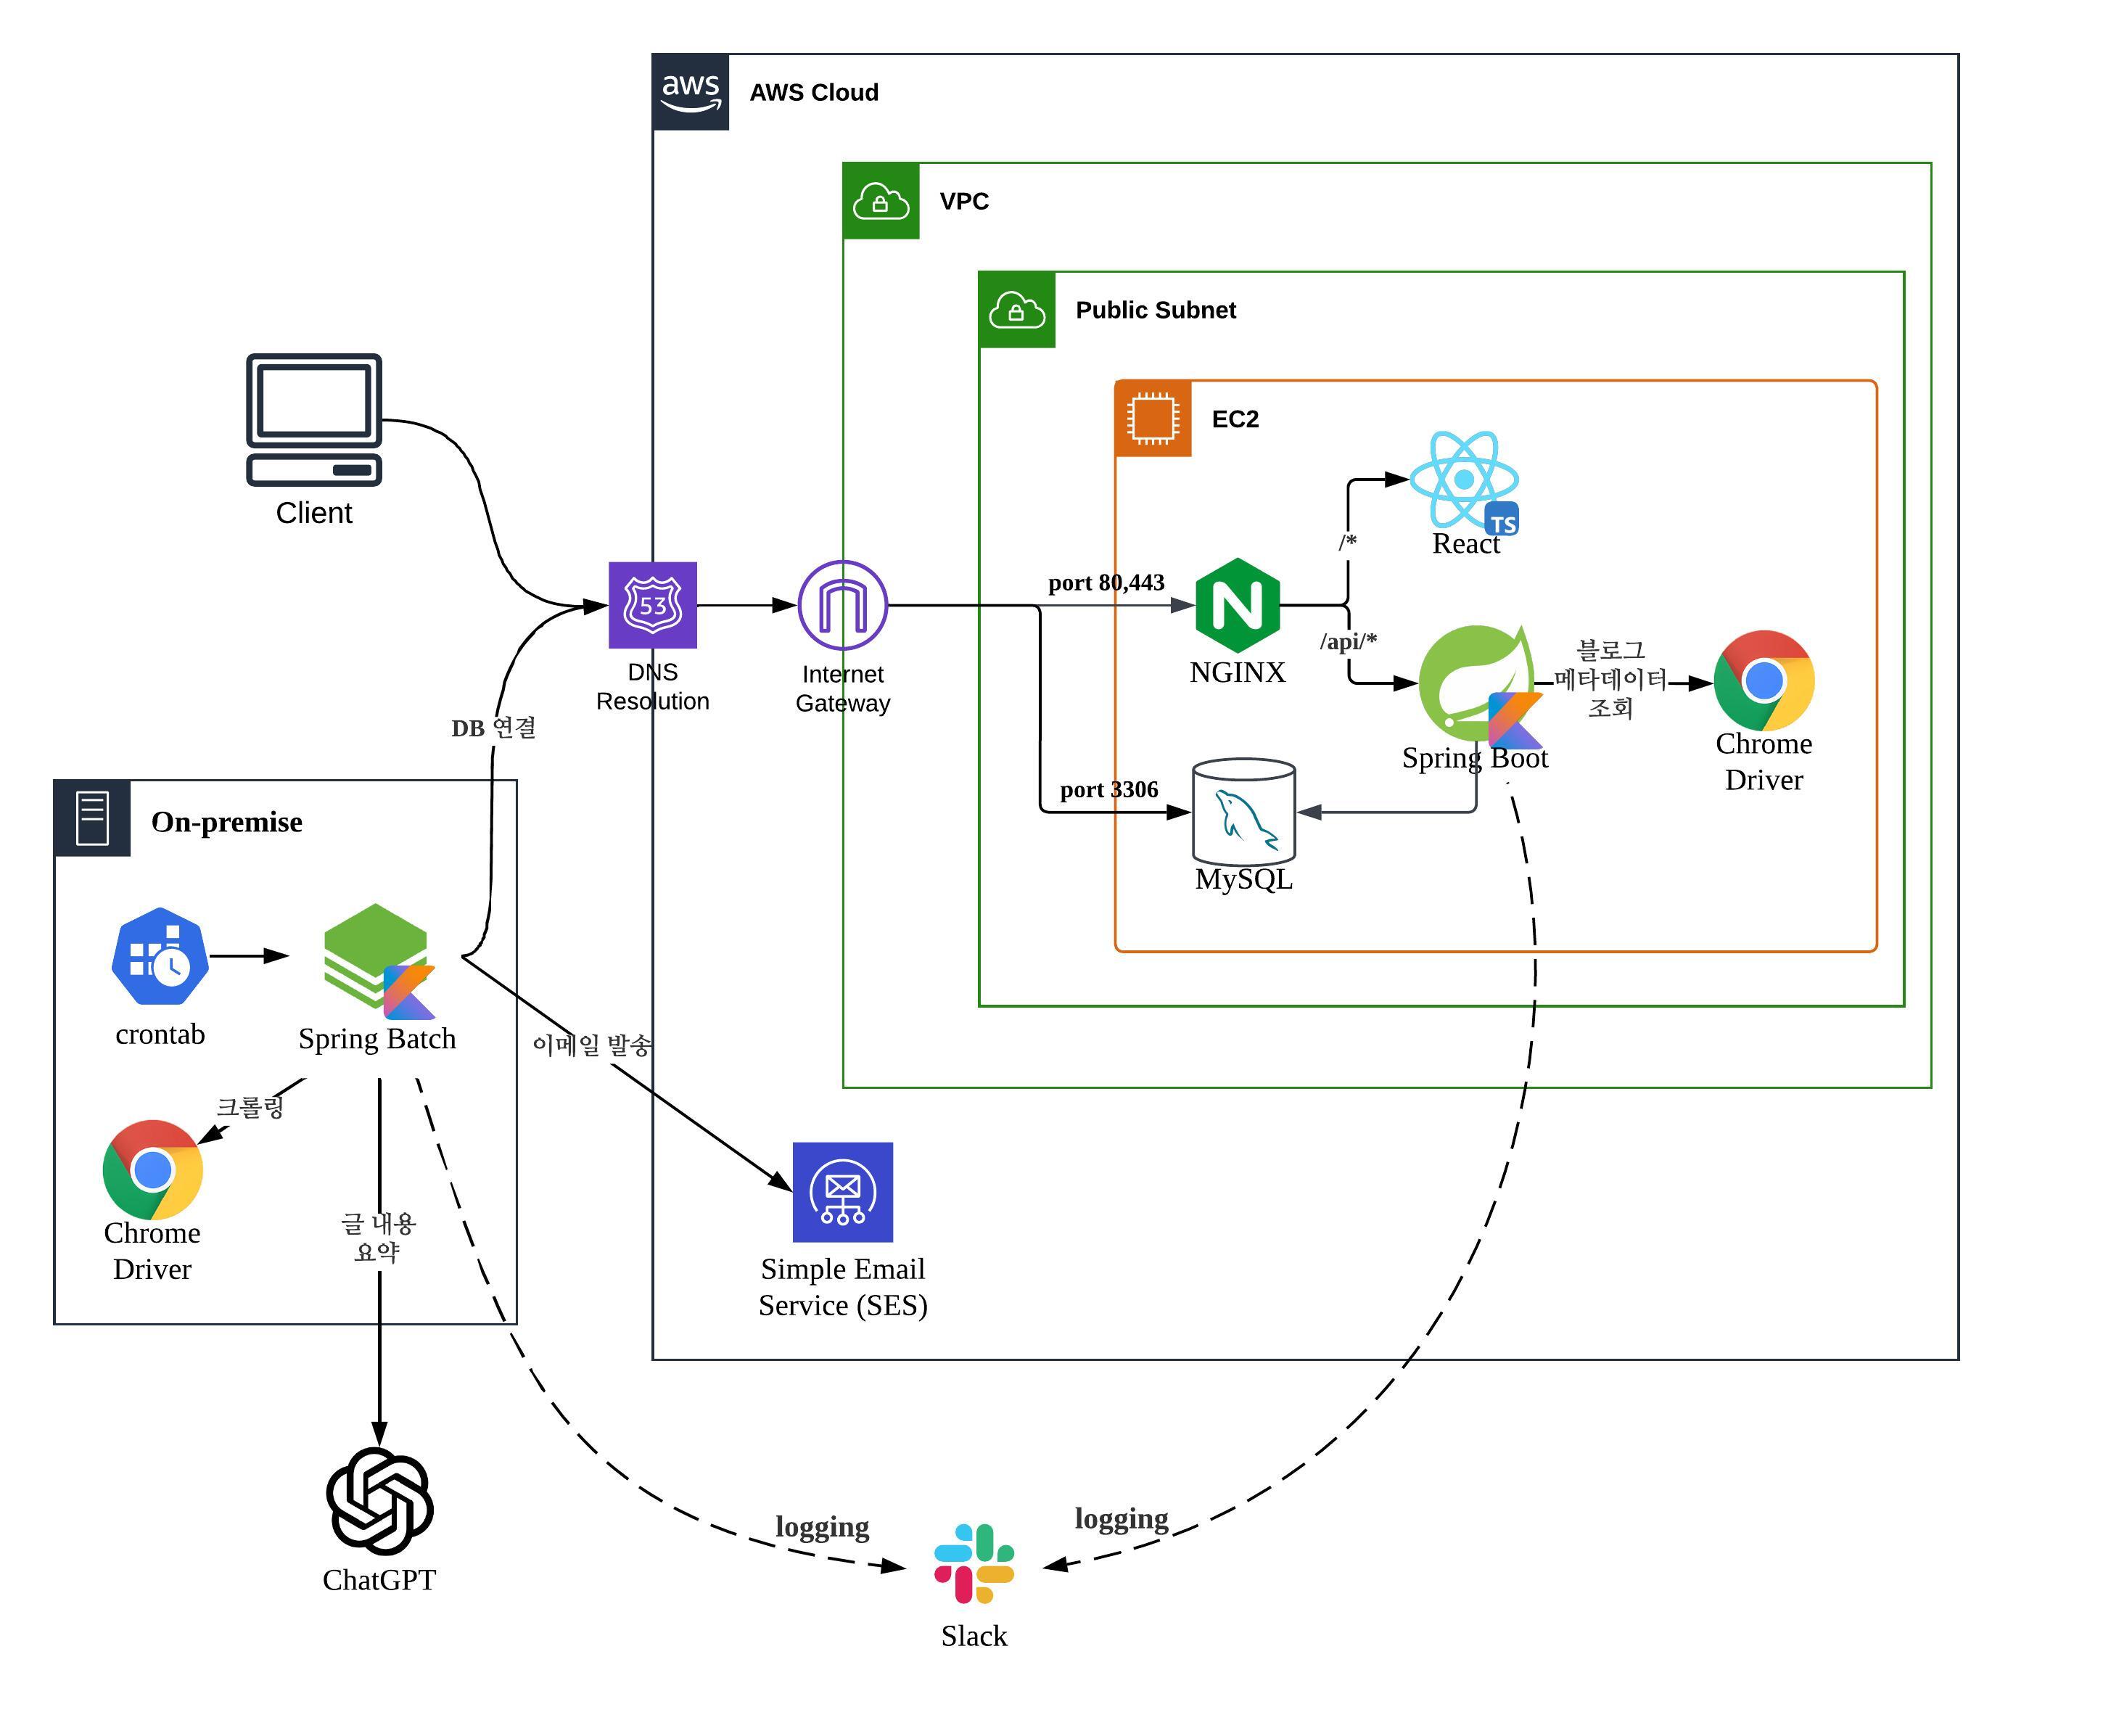 aws
AWS Cloud
VPC
Public Subnet
EC2
Client
TS
React
/*
port 80,443
53
NGINX
/api/*
블로그
메타데이터
조회
DNS
Resolution
Internet
Gateway
DB 연결
Spring Boot
Chrome
Driver
port 3306
MySQL
On-premise
crontab
Spring Batch
이메일 발송
크롤링
Chrome
Driver
글 내용
요약
Simple Email
Service (SES)
logging
logging
ChatGPT
Slack